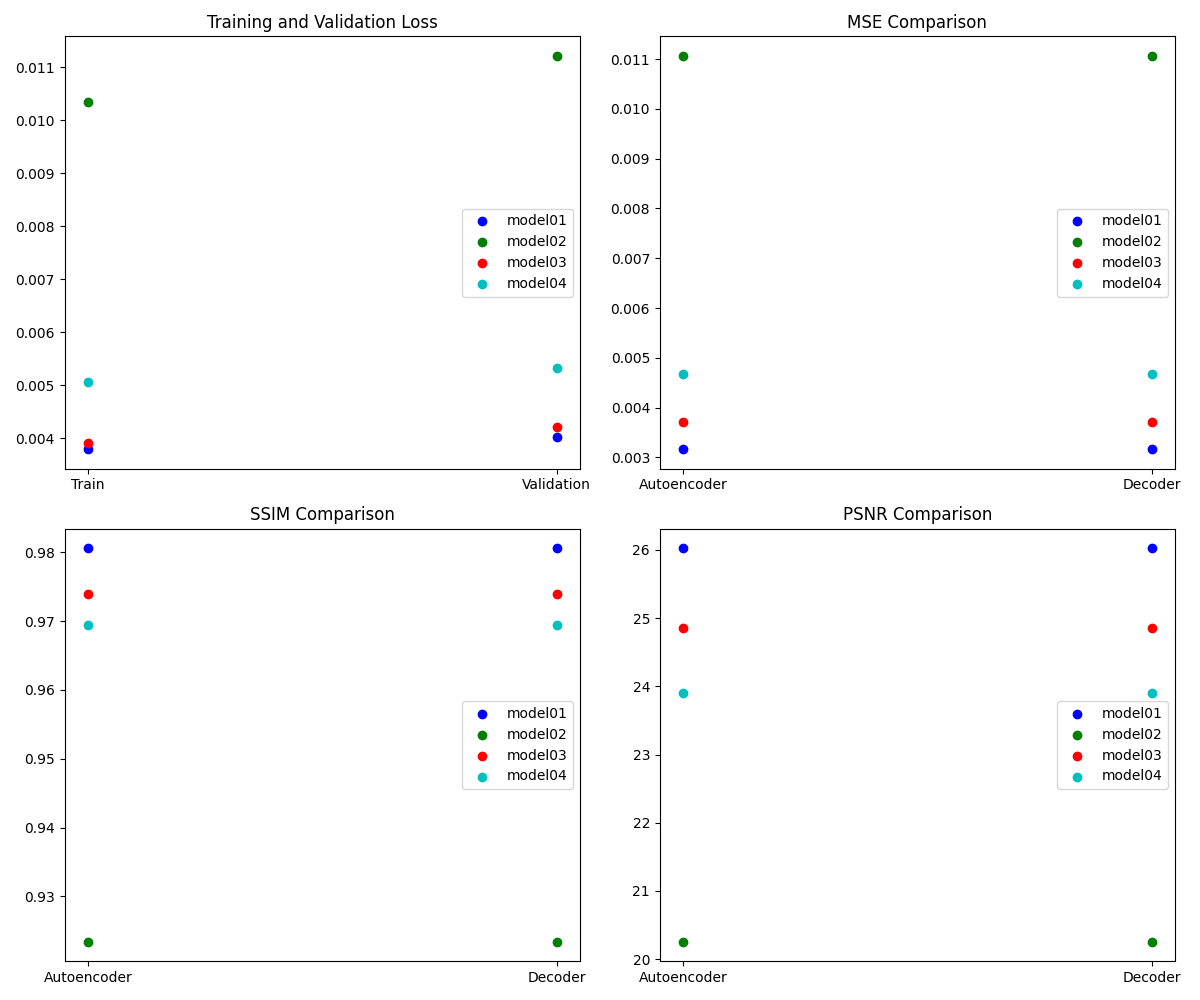 Training and Validation Loss
0.011
0.010
0.009
0.008
0.007
0.006
0.005
0.004
model01
model02
model03
model04
Train
Validation
MSE Comparison
0.011
0.010
0.009
0.008
0.007
0.006
0.005
0.004
0.003
model01
model02
model03
model04
Autoencoder
Decoder
SSIM Comparison
0.98
0.97
0.96
0.95
0.94
0.93
model01
model02
model03
model04
Autoencoder
Decoder
PSNR Comparison
26
25
24
23
22
21
20
model01
model02
model03
model04
Autoencoder
Decoder